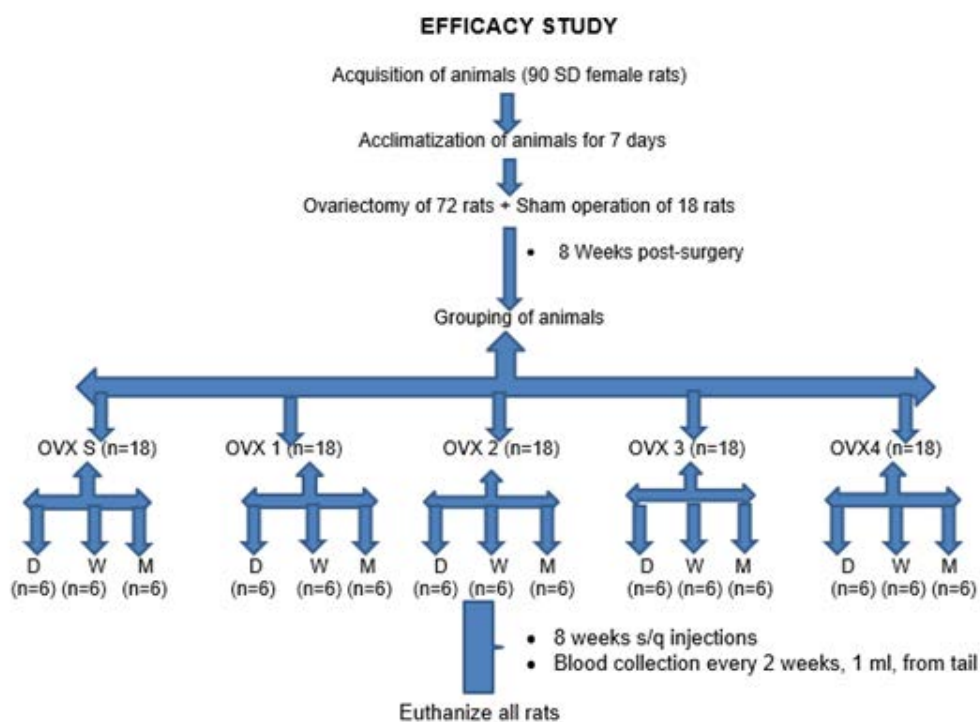 EFFICACY STUDY
Acquisition of animals (90 SD female rats)
Acclimatization of animals for 7 days
Ovariectomy of 72 rats + Sham operation of 18 rats
• 8 Weeks post-surgery
Grouping of animals
OVX S (n=18) OVX 1 (n=18) OVX 2 (n=18) OVX 3 (n=18) OVX4 (n=18)
D W M D W M D W M D W M D W M
(n=6) (n=6) (n=6) (n=6) (n=6) (n=6) (n=6) (n=6) (n=6) (n=6) (n=6) (n=6) (n=6) (n=6) (n=6)
• 8 weeks s/q injections
• Blood collection every 2 weeks, 1 ml, from tail
Euthanize all rats